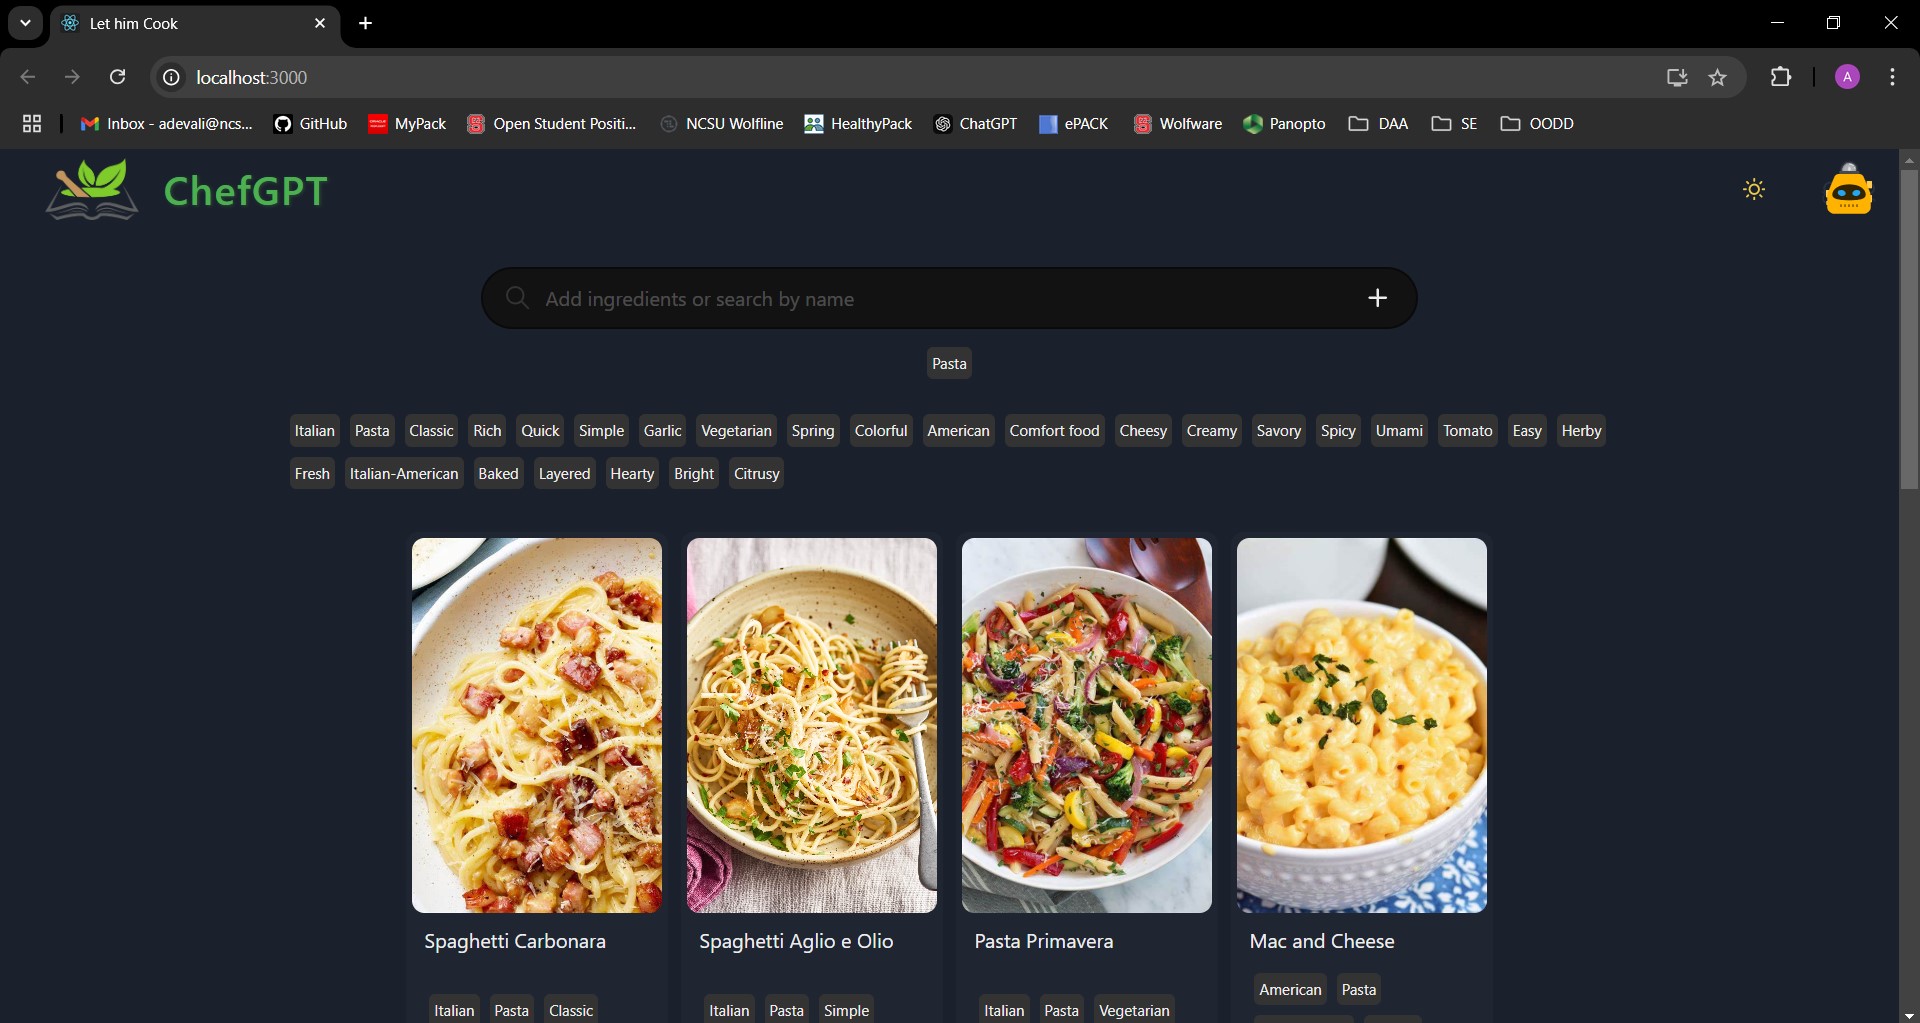 Let him Cook
localhost:3000
A
Inbox - adevali@ncs... GitHub MyPack Open Student Positi... NCSU Wolfline HealthyPack ChatGPT ePACK Wolfware Panopto DAA SE OODD
ChefGPT
Add ingredients or search by name
Pasta
Italian Pasta Classic Rich Quick Simple Garlic Vegetarian Spring Colorful American Comfort food Cheesy Creamy Savory Spicy Umami Tomato Easy Herby
Fresh Italian-American Baked Layered Hearty Bright Citrusy
Spaghetti Carbonara Spaghetti Aglio e Olio Pasta Primavera Mac and Cheese
American Pasta
Italian Pasta Classic Italian Pasta Simple Italian Pasta Vegetarian